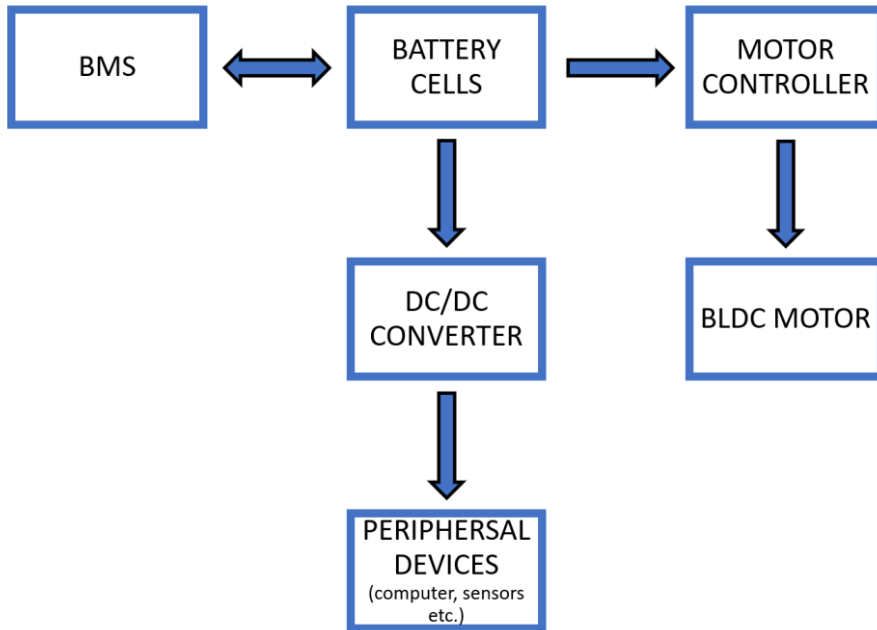 BMS
BATTERY
CELLS
MOTOR
CONTROLLER
DC/DC
CONVERTER
BLDC MOTOR
PERIPHERSAL
DEVICES
(computer, sensors
etc.)